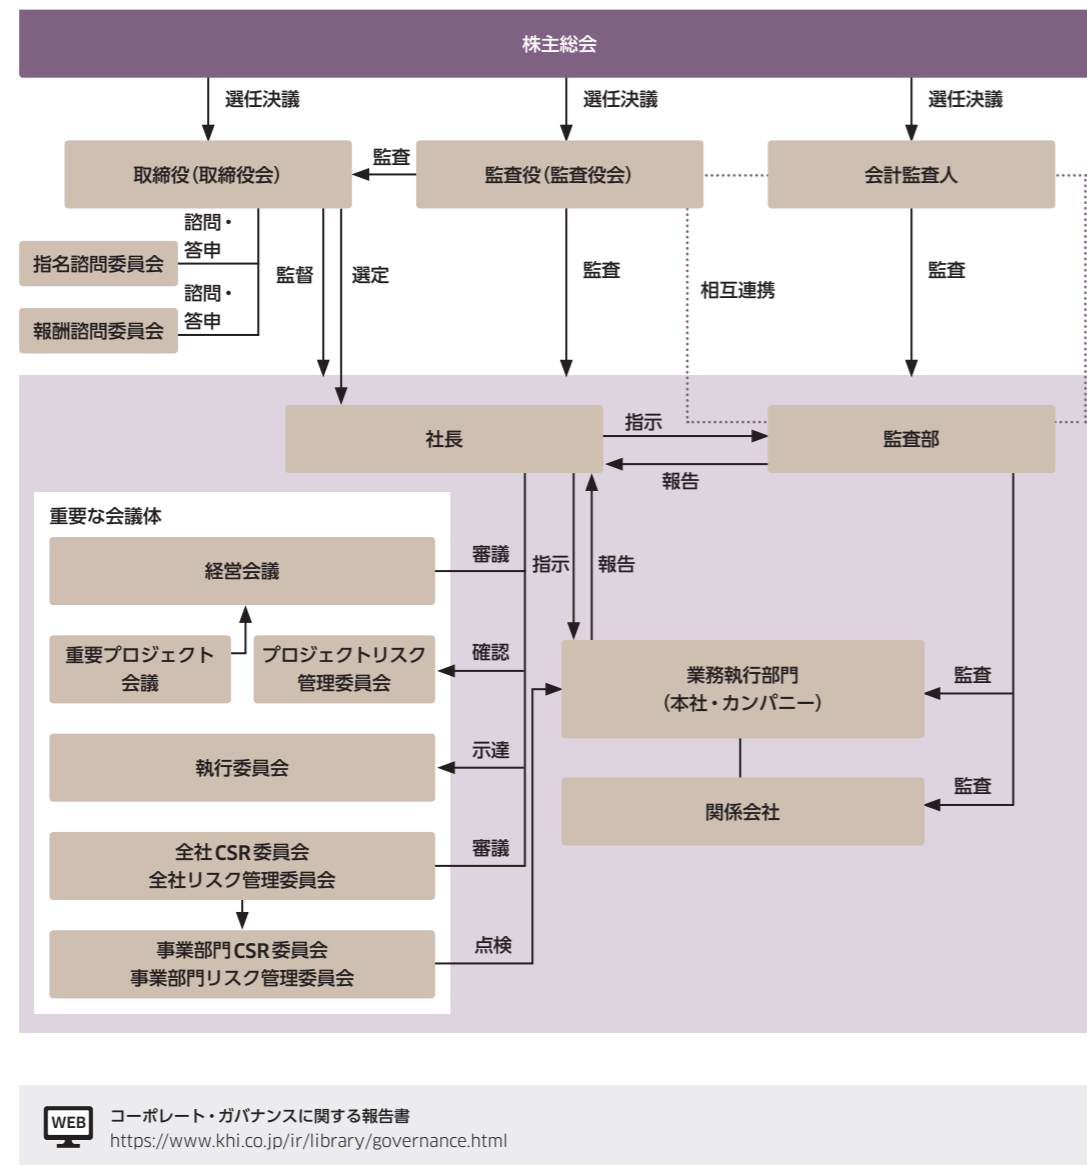 株主総会
選任決議
選任決議
選任決議
取締役(取締役会)
監査
監査役(監査役会)
会計監査人
諮問・
答申
指名諮問委員会
諮問・
答申
報酬諮問委員会
監督
選定
監査
相互連携
監査
社長
指示
報告
監査部
重要な会議体
経営会議
審議
指示
報告
重要プロジェクト
会議
プロジェクトリスク
管理委員会
確認
業務執行部門
(本社・カンパニー)
監査
執行委員会
示達
関係会社
監査
全社CSR委員会
全社リスク管理委員会
審議
事業部門CSR委員会
事業部門リスク管理委員会
点検
WEB
コーポレート・ガバナンスに関する報告書
https://www.khi.co.jp/ir/library/governance.html